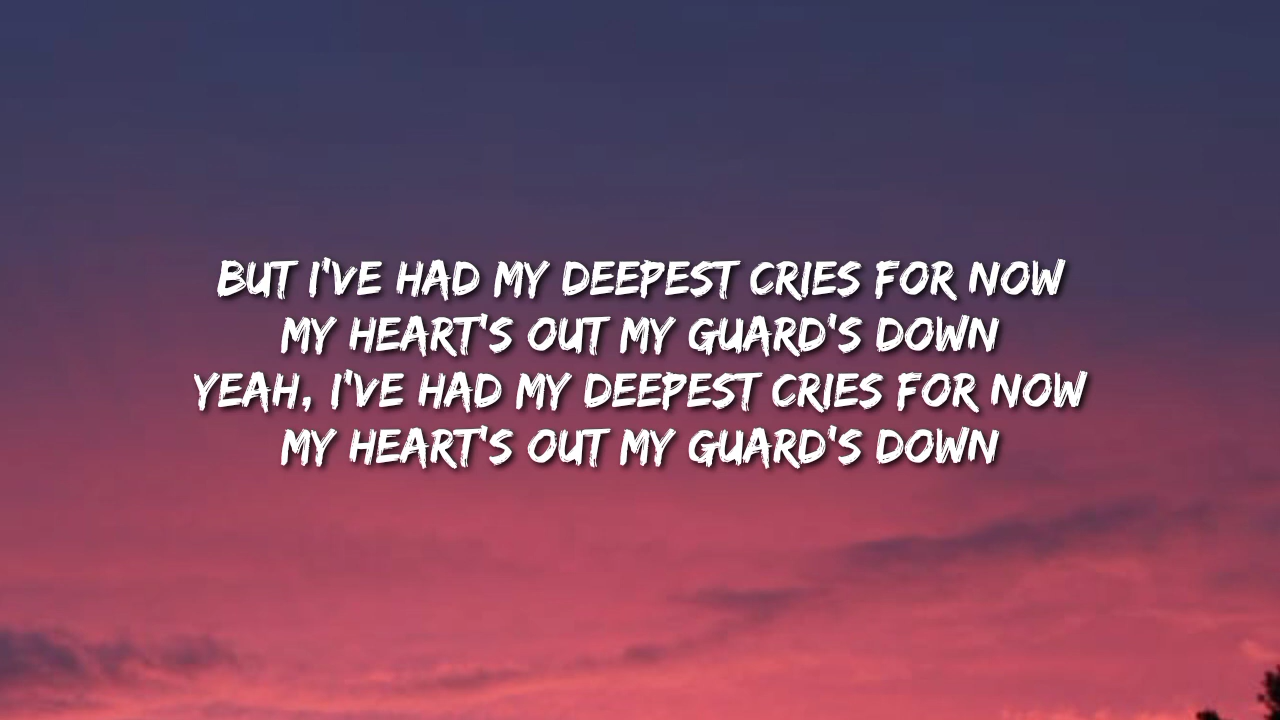 BUT I'VE HAD MY DEEPEST CRIES FOR NOW
MY HEART'S OUT MY GUARD'S DOWN
YEAH, I'VE HAD MY DEEPEST CRIES FOR NOW
MY HEART'S OUT MY GUARD'S DOWN